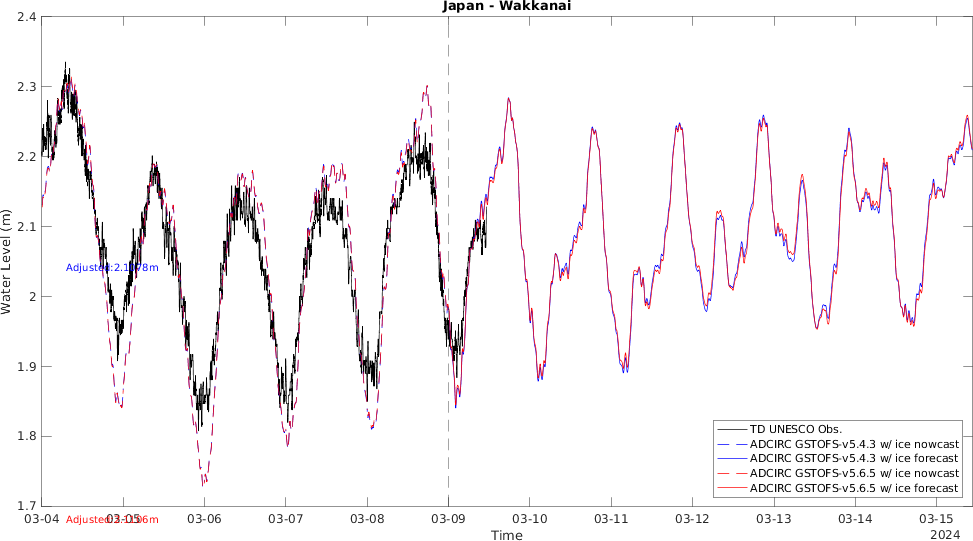 Japan - Wakkanai
2.4
2.3
2.2
2.1
2
1.9
1.8
1.7
Water Level (m)
03-04
03-05
03-06
03-07
03-08
03-09
03-10
03-11
03-12
03-13
03-14
03-15
2024
Time
TD UNESCO Obs.
ADCIRC GSTOFS-v5.4.3 w/ ice nowcast
ADCIRC GSTOFS-v5.4.3 w/ ice forecast
ADCIRC GSTOFS-v5.6.5 w/ ice nowcast
ADCIRC GSTOFS-v5.6.5 w/ ice forecast